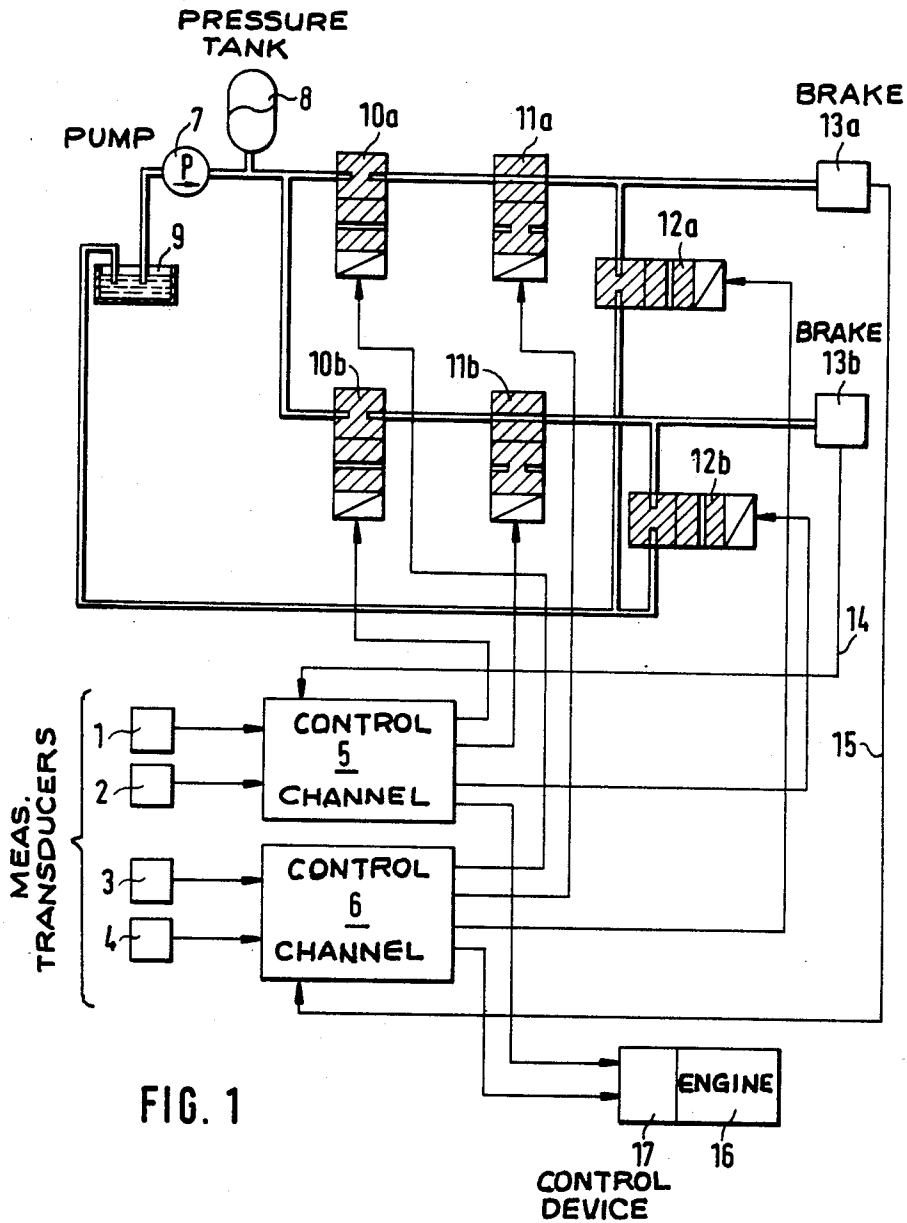 PRESSURE
TANK
8
10a
11a
BRAKE
13a
PUMP
7
P
9
12a
BRAKE
13b
10b
11b
12b
14
15
MEAS.
TRANSDUCERS
1
2
3
4
CONTROL
5
CHANNEL
CONTROL
6
CHANNEL
ENGINE
17
16
CONTROL
DEVICE
FIG. 1